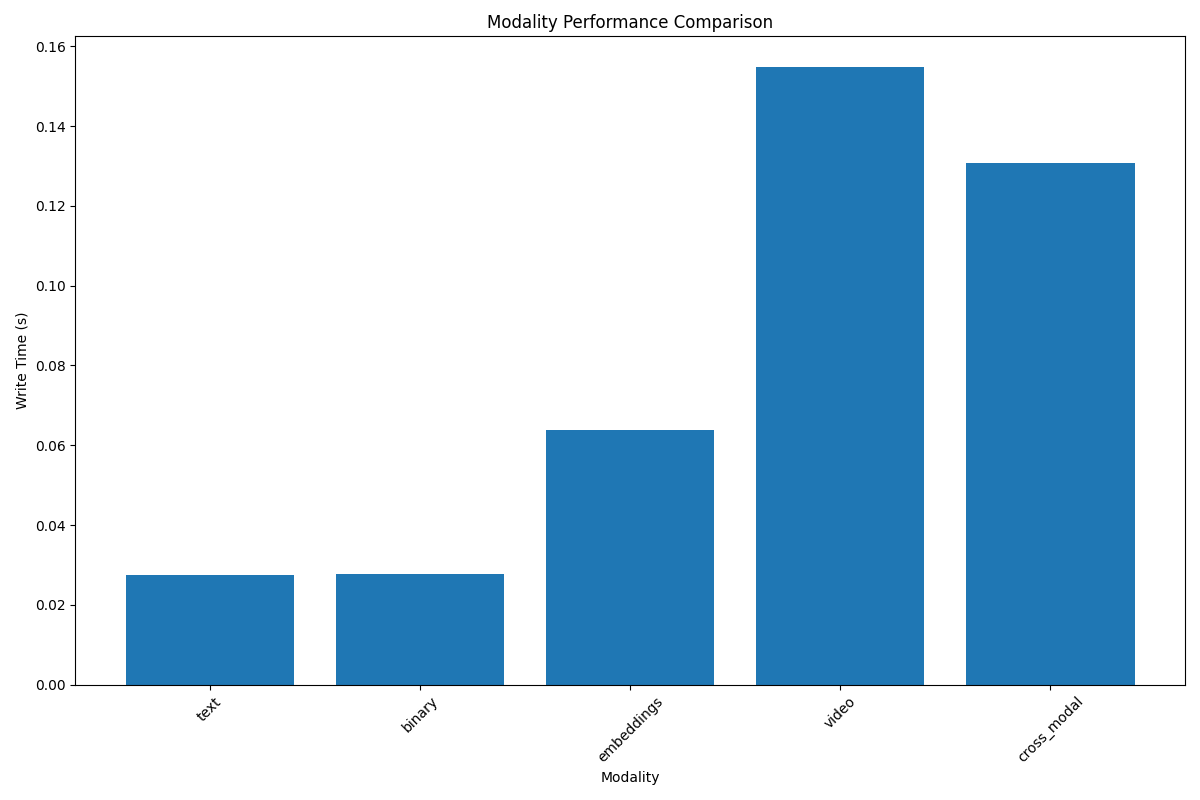 Modality Performance Comparison
0.16
0.14
0.12
0.10
0.08
0.06
0.04
0.02
0.00
Write Time (s)
text
binary
embeddings
video
cross_modal
Modality